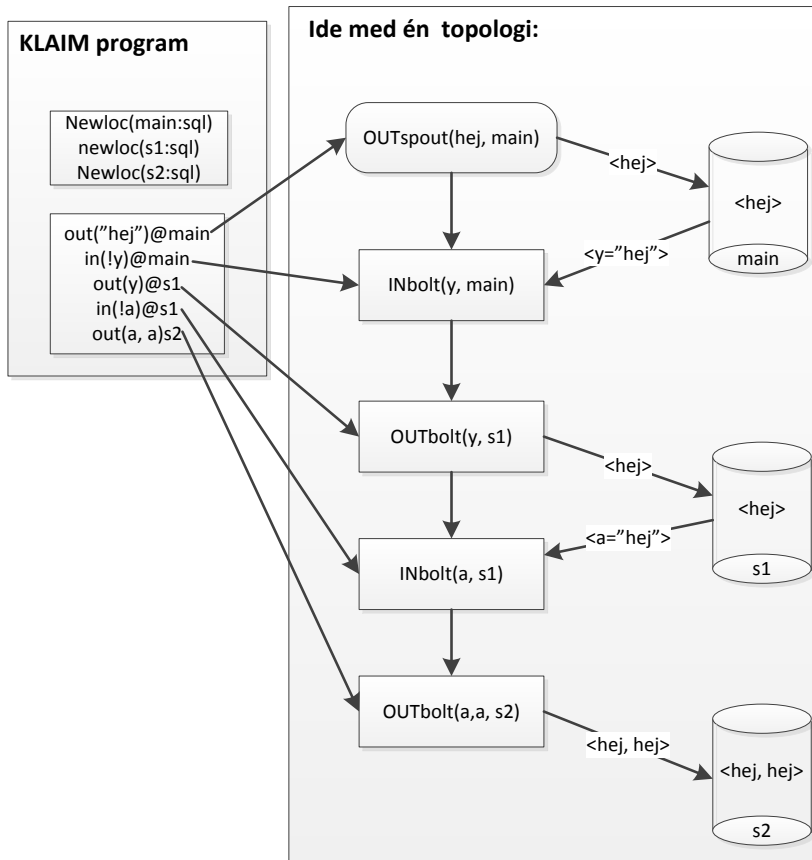 KLAIM program
Newloc(main:sql)
newloc(s1:sql)
Newloc(s2:sql)
out(”hej”)@main
in(!y)@main
out(y)@s1
in(!a)@s1
out(a, a)s2
Ide med én  topologi:
OUTspout(hej, main)
<hej>
<hej>
main
<y=”hej”>
INbolt(y, main)
OUTbolt(y, s1)
<hej>
<hej>
s1
<a=”hej”>
INbolt(a, s1)
OUTbolt(a,a, s2)
<hej, hej>
<hej, hej>
s2